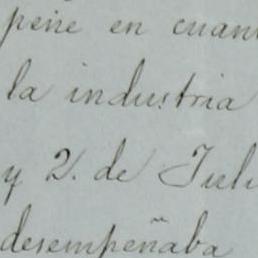 peñe en cuan
la industria
y 2. de Juli
desempeñaba